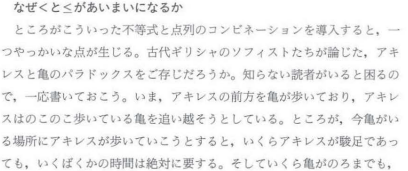 なぜ<と≦があいまいになるか
ところがこういった不等式と点列のコンビネーションを導入すると，一
つやっかいな点が生じる。古代ギリシャのソフィストたちが論じた，アキ
レスと亀のパラドックスをご存じだろうか。知らない読者がいると困るの
で，一応書いておこう。いま，アキレスの前方を亀が歩いており，アキレ
スはのこのこ歩いている亀を追い越そうとしている。ところが，今亀がい
る場所にアキレスが歩いていこうとすると，いくらアキレスが駿足であっ
ても，いくばくかの時間は絶対に要する。そしていくら亀がのろまでも，